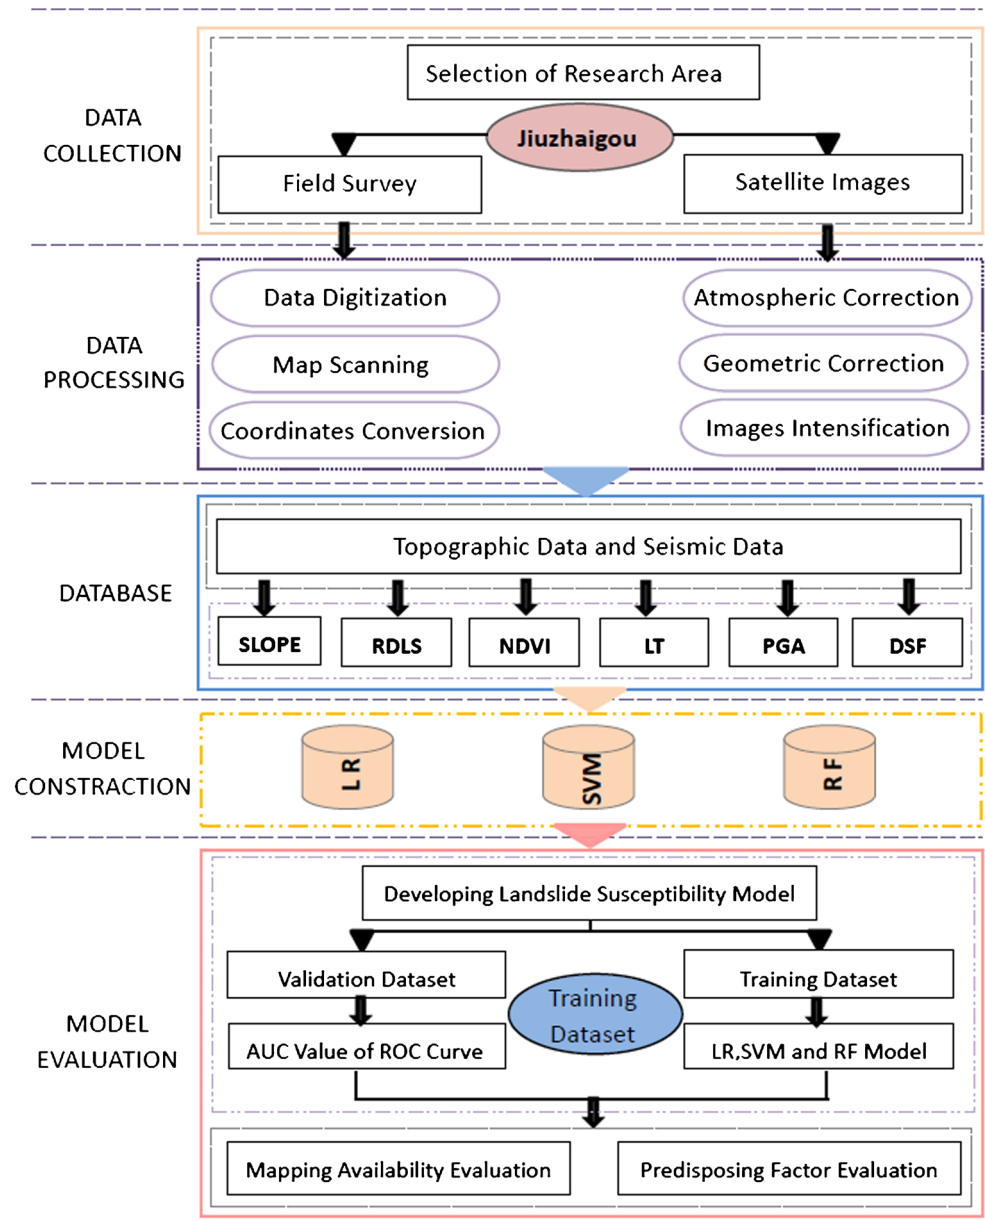 DATA
COLLECTION
Selection of Research Area
Jiuzhaigou
Field Survey
Satellite Images
DATA
PROCESSING
Data Digitization
Atmospheric Correction
Map Scanning
Geometric Correction
Coordinates Conversion
Images Intensification
DATABASE
Topographic Data and Seismic Data
SLOPE
RDLS
NDVI
LT
PGA
DSF
MODEL
CONSTRACTION
LR
SVM
RF
MODEL
EVALUATION
Developing Landslide Susceptibility Model
Validation Dataset
Training Dataset
Training
Dataset
AUC Value of ROC Curve
LR,SVM and RF Model
Mapping Availability Evaluation
Predisposing Factor Evaluation